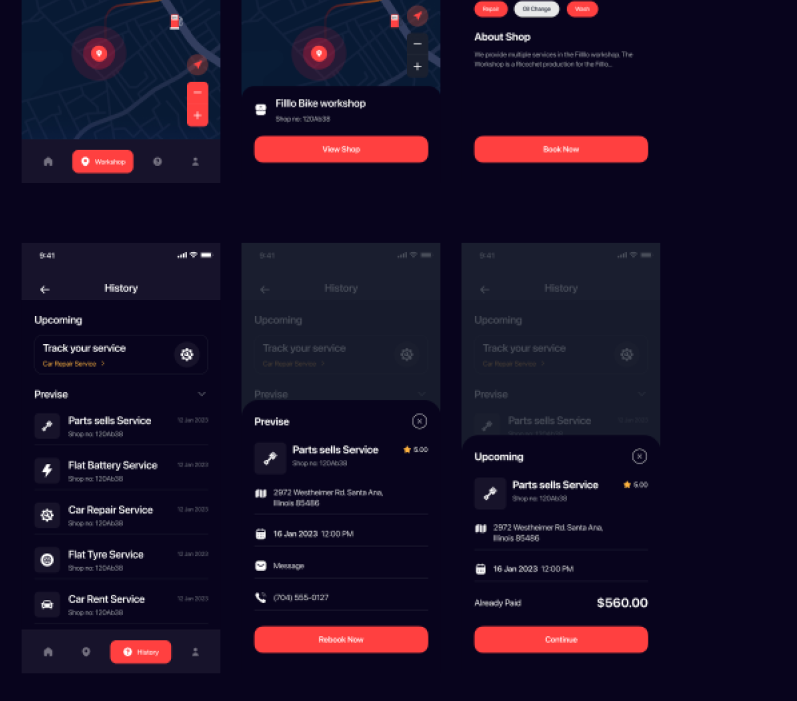 Workshop
Filllo Bike workshop
Shop no: 120Ab38
View Shop
Repair
Oil Change
Wash
About Shop
We provide multiple services in the Filllo workshop. The
Workshop is a Ricochet production for the Filllo...
Book Now
9:41
History
Upcoming
Track your service
Car Repair Service >
Previse
Parts sells Service
12 Jan 2023
Shop no: 120Ab38
Flat Battery Service
12 Jan 2023
Shop no: 120Ab38
Car Repair Service
12 Jan 2023
Shop no: 120Ab38
Flat Tyre Service
12 Jan 2023
Shop no: 120Ab38
Car Rent Service
12 Jan 2023
Shop no: 120Ab38
History
9:41
History
Upcoming
Track your service
Car Repair Service >
Previse
Previse
Parts sells Service
5.00
Shop no: 120Ab38
2972 Westheimer Rd. Santa Ana,
Illinois 85486
16 Jan 2023 12:00 PM
Message
(704) 555-0127
Rebook Now
9:41
History
Upcoming
Track your service
Car Repair Service >
Previse
Parts sells Service
12 Jan 2023
Shop no: 120Ab38
Upcoming
Parts sells Service
5.00
Shop no: 120Ab38
2972 Westheimer Rd. Santa Ana,
Illinois 85486
16 Jan 2023 12:00 PM
Already Paid
$560.00
Continue